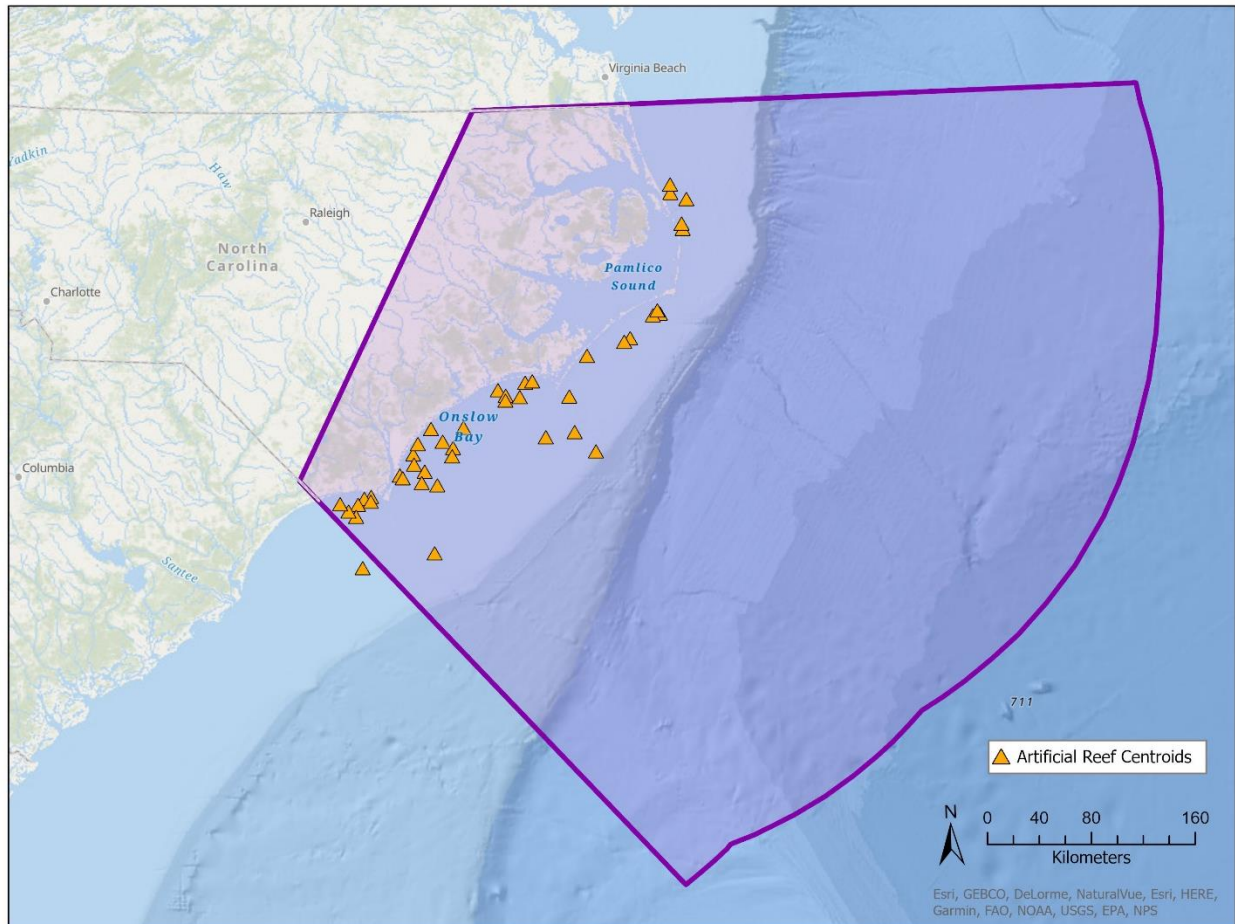 Virginia Beach
Yadkin
Haw
Raleigh
North
Carolina
Pamlico
Sound
Charlotte
Onslow
Bay
Columbia
Santee
711
Artificial Reef Centroids
N
0 40 80 160
Kilometers
Esri, GEBCO, DeLorme, NaturalVue, Esri, HERE,
Garmin, FAO, NOAA, USGS, EPA, NPS